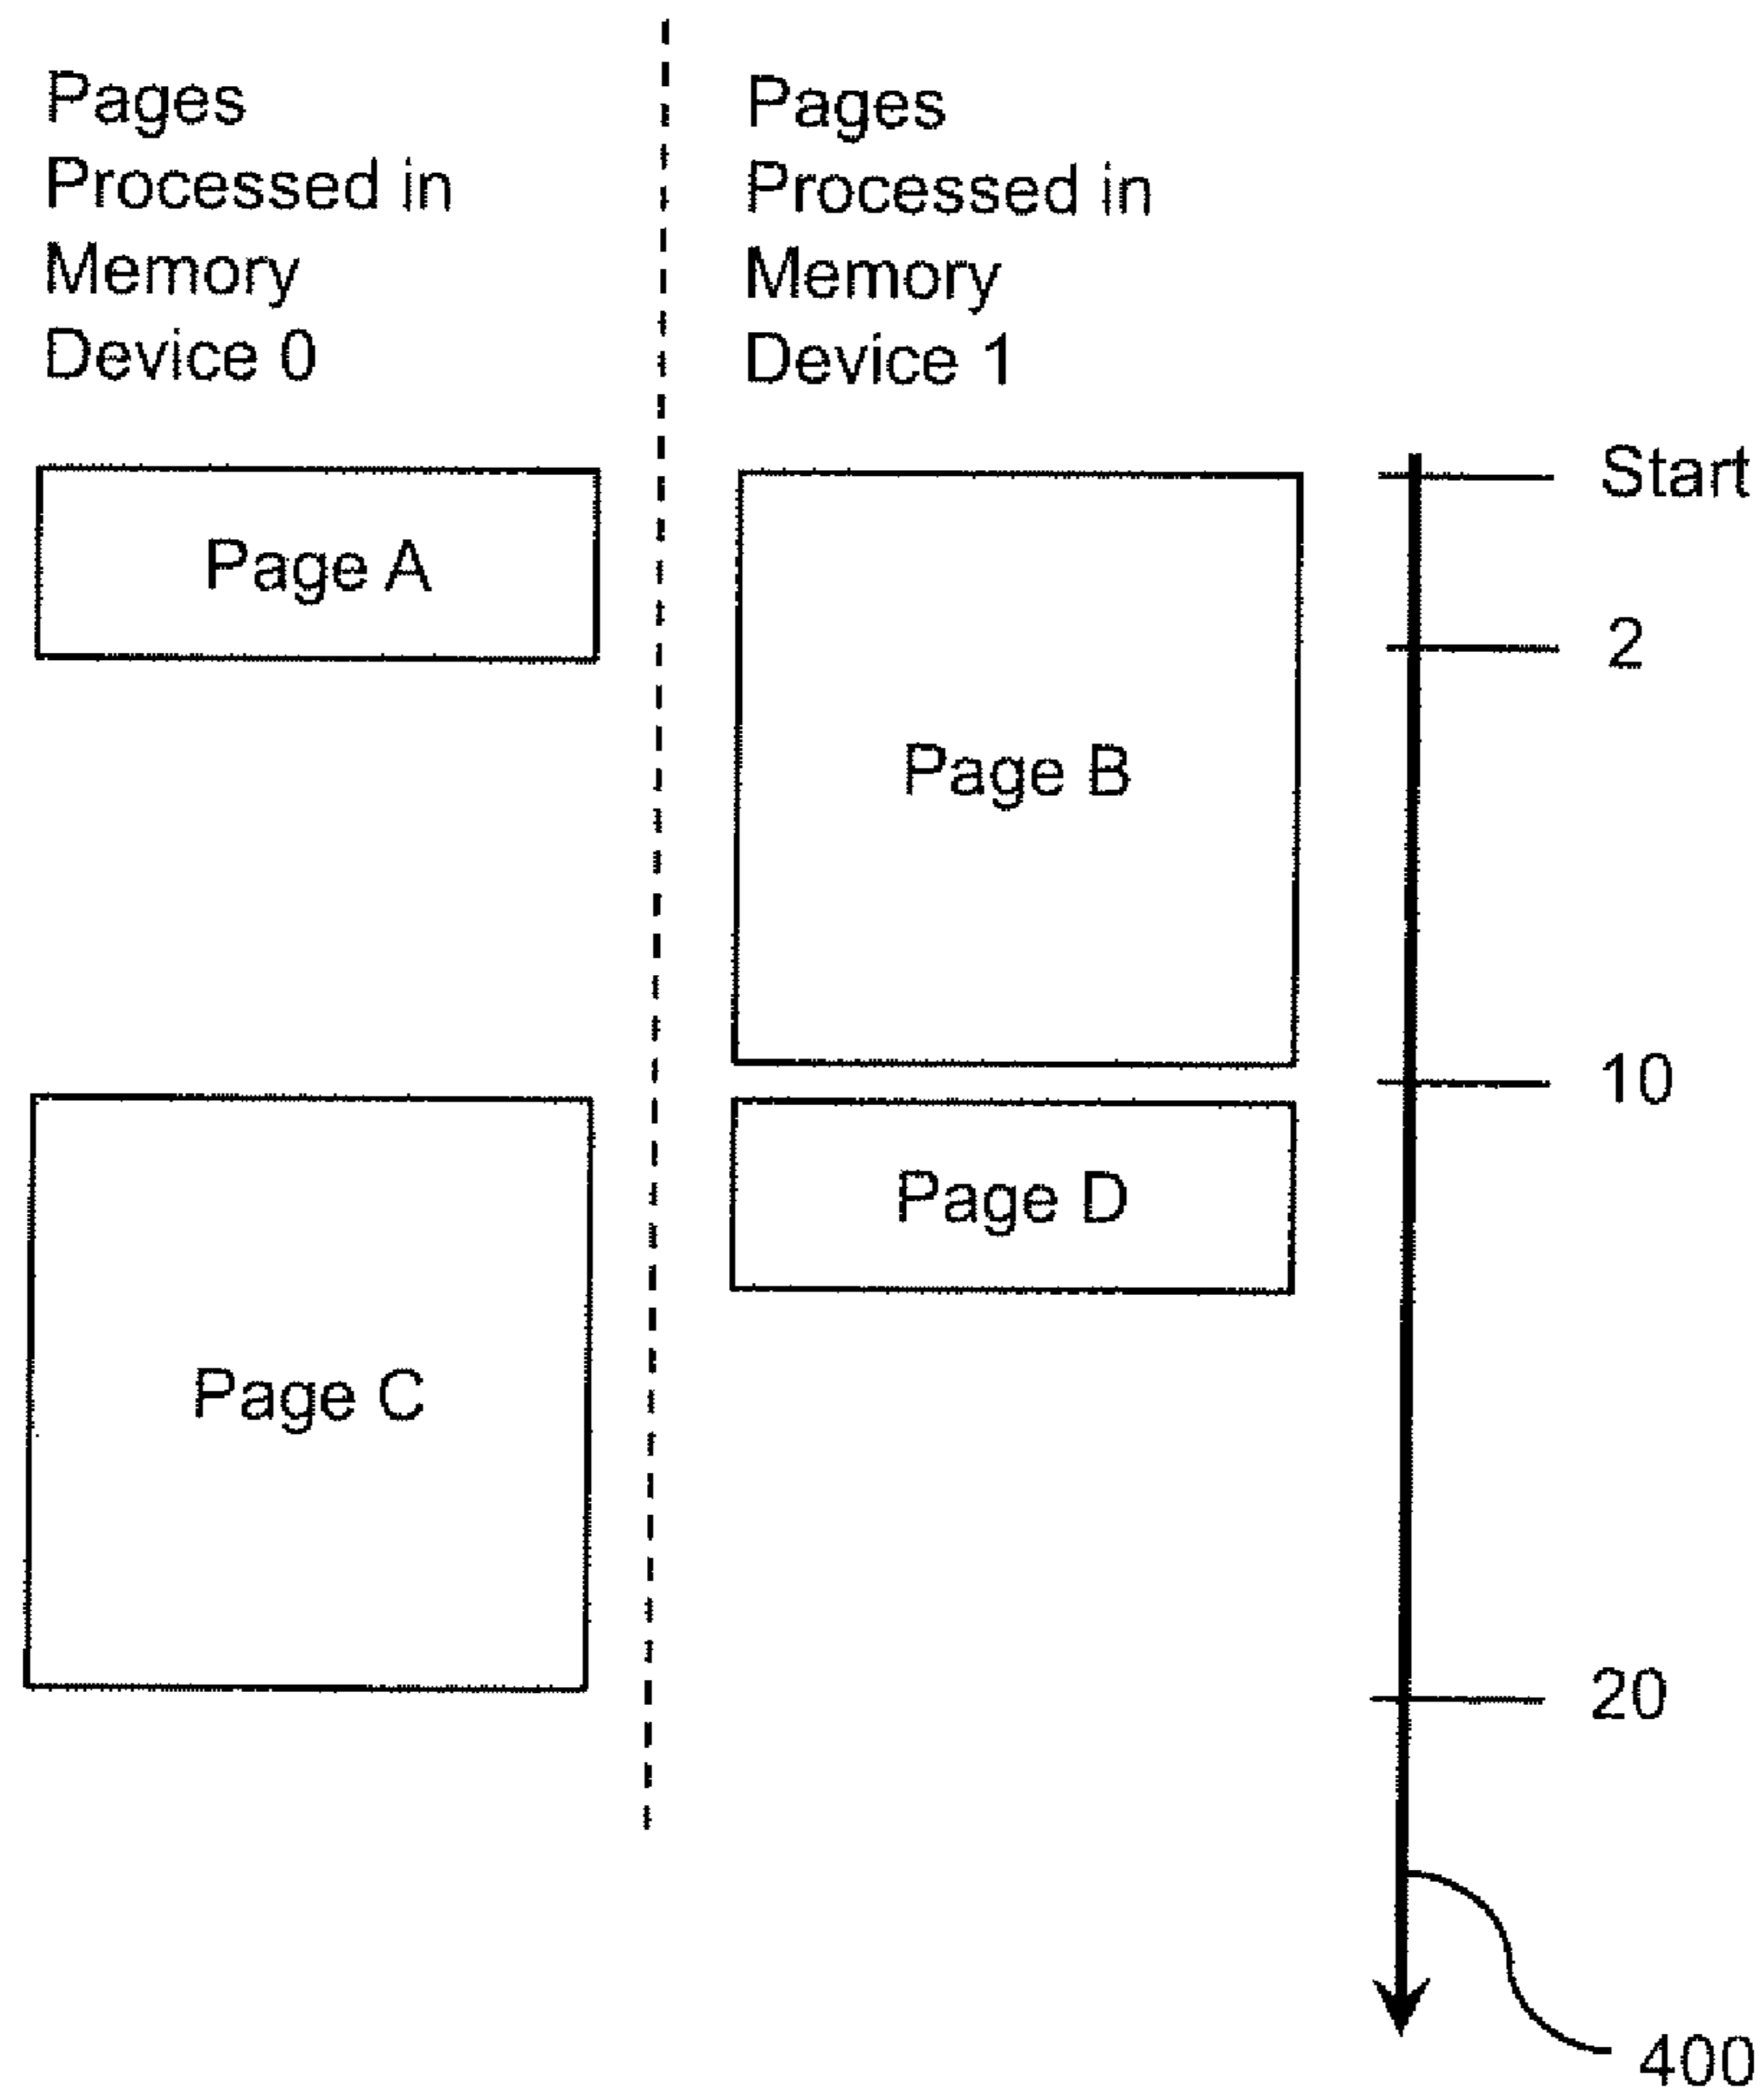 Pages
Processed in
Memory
Device 0
Pages
Processed in
Memory
Device 1
Start
Page A
2
Page B
10
Page D
Page C
20
400